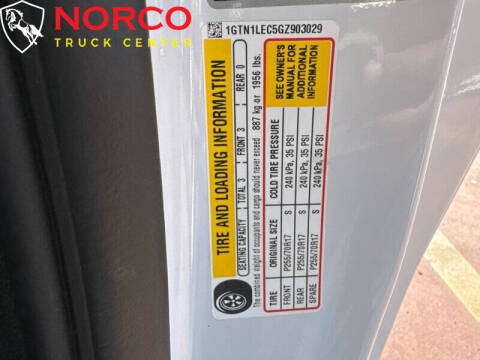 NORCO
TRUCK CENTER
1GTN1LEC5GZ903029
TIRE AND LOADING INFORMATION
SEATING CAPACITY TOTAL 3 FRONT 3 REAR 0
The combined weight of occupants and cargo should never exceed 887 kg or 1956 lbs.
TIRE ORIGINAL SIZE COLD TIRE PRESSURE
FRONT P255/70R17 S 240 kPa, 35 PSI
REAR P255/70R17 S 240 kPa, 35 PSI
SPARE P255/70R17 S 240 kPa, 35 PSI
SEE OWNER'S
MANUAL FOR
ADDITIONAL
INFORMATION